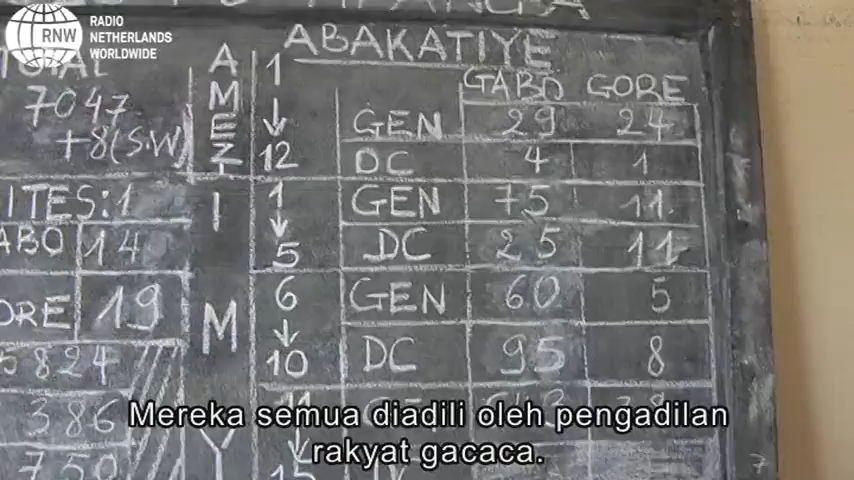 RNW
RADIO
NETHERLANDS
WORLDWIDE
ABAKATIYE
GABO GORE
AMEZI
1 12 GEN 29 24
DC 4 1
I
1 5 GEN 75 11
DC 25 11
M
6 10 GEN 60 5
DC 95 8
Y
7047
+8(S.W)
ITES:1
ABO 14
ORE 19
5824
386
750
Mereka semua diadili oleh pengadilan
rakyat gacaca.